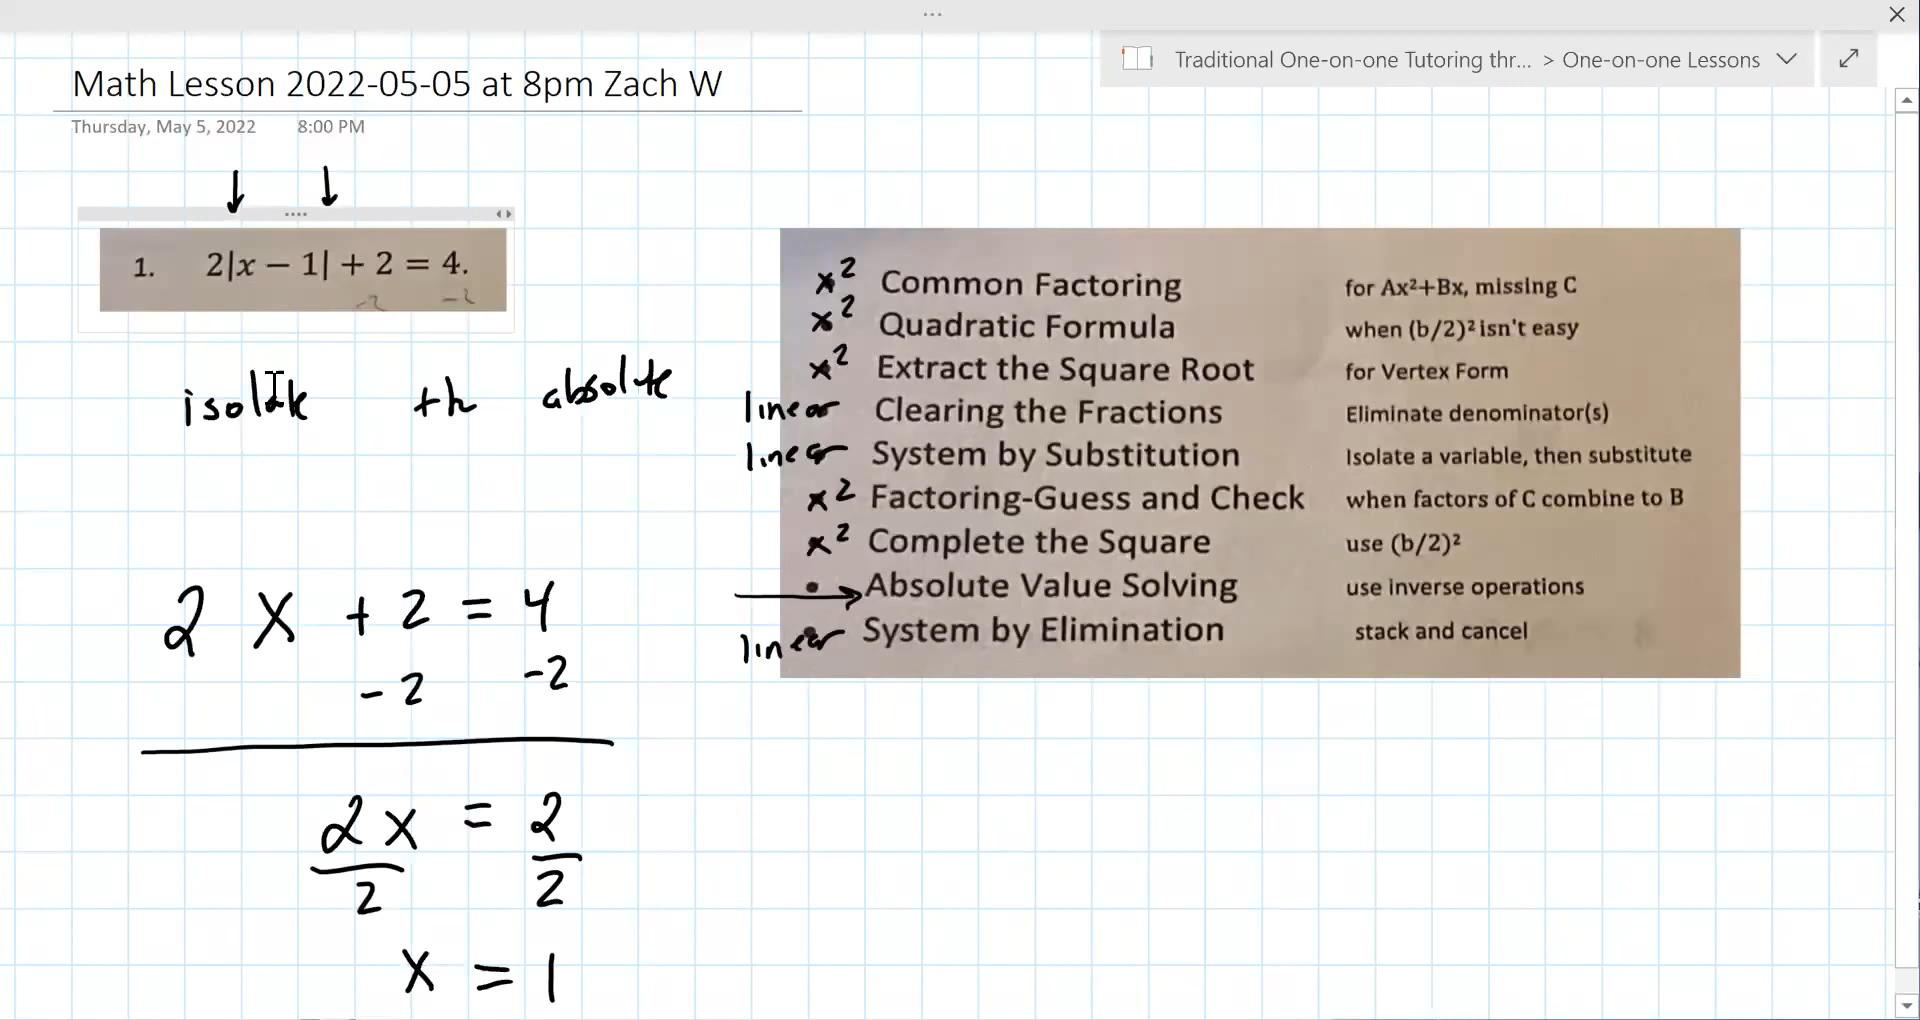 Traditional One-on-one Tutoring thr... > One-on-one Lessons
Math Lesson 2022-05-05 at 8pm Zach W
Thursday, May 5, 2022 8:00 PM
1. 2|x − 1| + 2 = 4.
-2 -2
isolate th absolute
2 x + 2 = 4
- 2 -2
2x = 2
2 2
x = 1
x² Common Factoring for Ax²+Bx, missing C
x² Quadratic Formula when (b/2)² isn't easy
x² Extract the Square Root for Vertex Form
linear Clearing the Fractions Eliminate denominator(s)
linear System by Substitution Isolate a variable, then substitute
x² Factoring-Guess and Check when factors of C combine to B
x² Complete the Square use (b/2)²
• Absolute Value Solving use inverse operations
linear System by Elimination stack and cancel